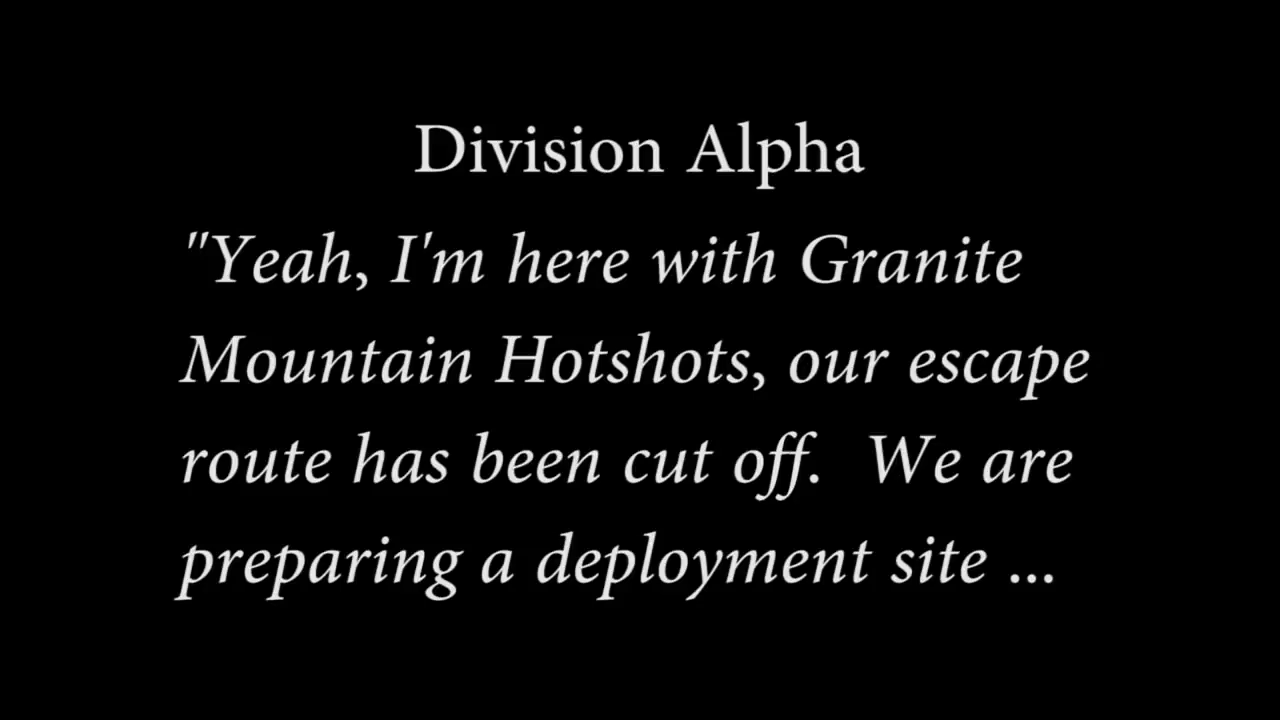 Division Alpha
"Yeah, I'm here with Granite
Mountain Hotshots, our escape
route has been cut off.  We are
preparing a deployment site ...